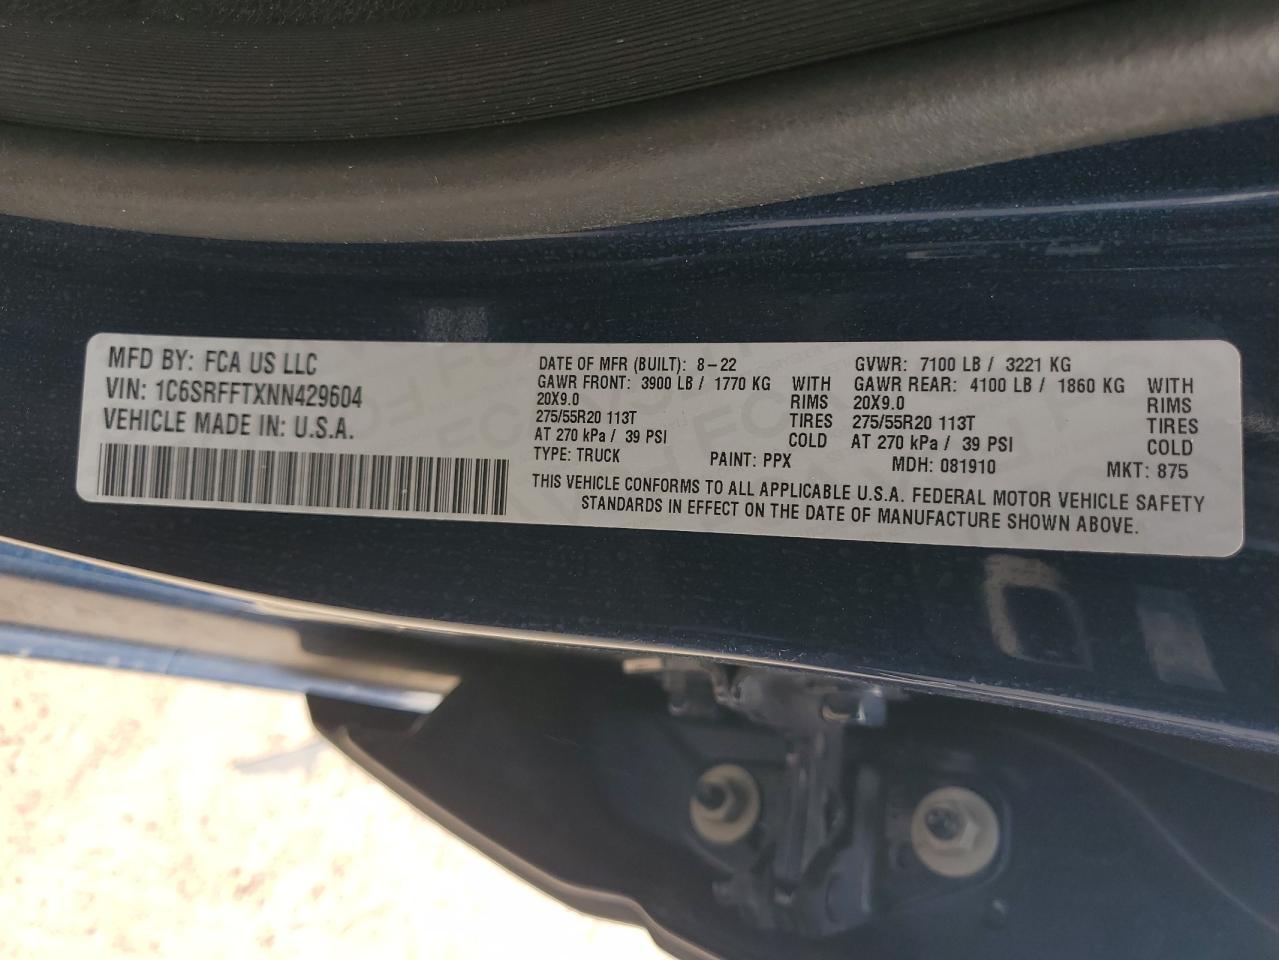 MFD BY: FCA US LLC
VIN: 1C6SRFFTXNN429604
VEHICLE MADE IN: U.S.A.
DATE OF MFR (BUILT): 8-22 GVWR: 7100 LB / 3221 KG
GAWR FRONT: 3900 LB / 1770 KG WITH GAWR REAR: 4100 LB / 1860 KG WITH
20X9.0 RIMS 20X9.0 RIMS
275/55R20 113T TIRES 275/55R20 113T TIRES
AT 270 kPa / 39 PSI COLD AT 270 kPa / 39 PSI COLD
TYPE: TRUCK PAINT: PPX MDH: 081910 MKT: 875
THIS VEHICLE CONFORMS TO ALL APPLICABLE U.S.A. FEDERAL MOTOR VEHICLE SAFETY
STANDARDS IN EFFECT ON THE DATE OF MANUFACTURE SHOWN ABOVE.